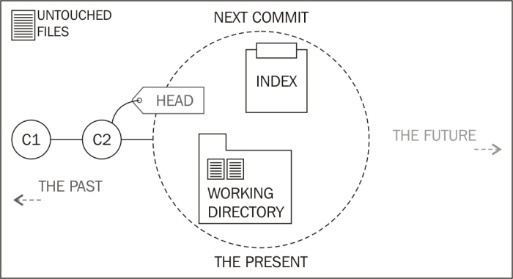 UNTOUCHED
FILES
NEXT COMMIT
INDEX
HEAD
C1
C2
THE FUTURE
THE PAST
WORKING
DIRECTORY
THE PRESENT